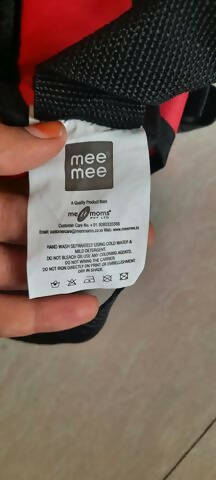 mee
mee
A Quality Product from
me n moms
PVT LTD
HAND WASH SEPARATELY USING COLD WATER &
MILD DETERGENT.
DO NOT BLEACH OR USE ANY COLORING AGENTS.
DO NOT WRING THE CARRIER.
DO NOT IRON DIRECTLY ON PRINT OR EMBELLISHMENT.
DRY IN SHADE.